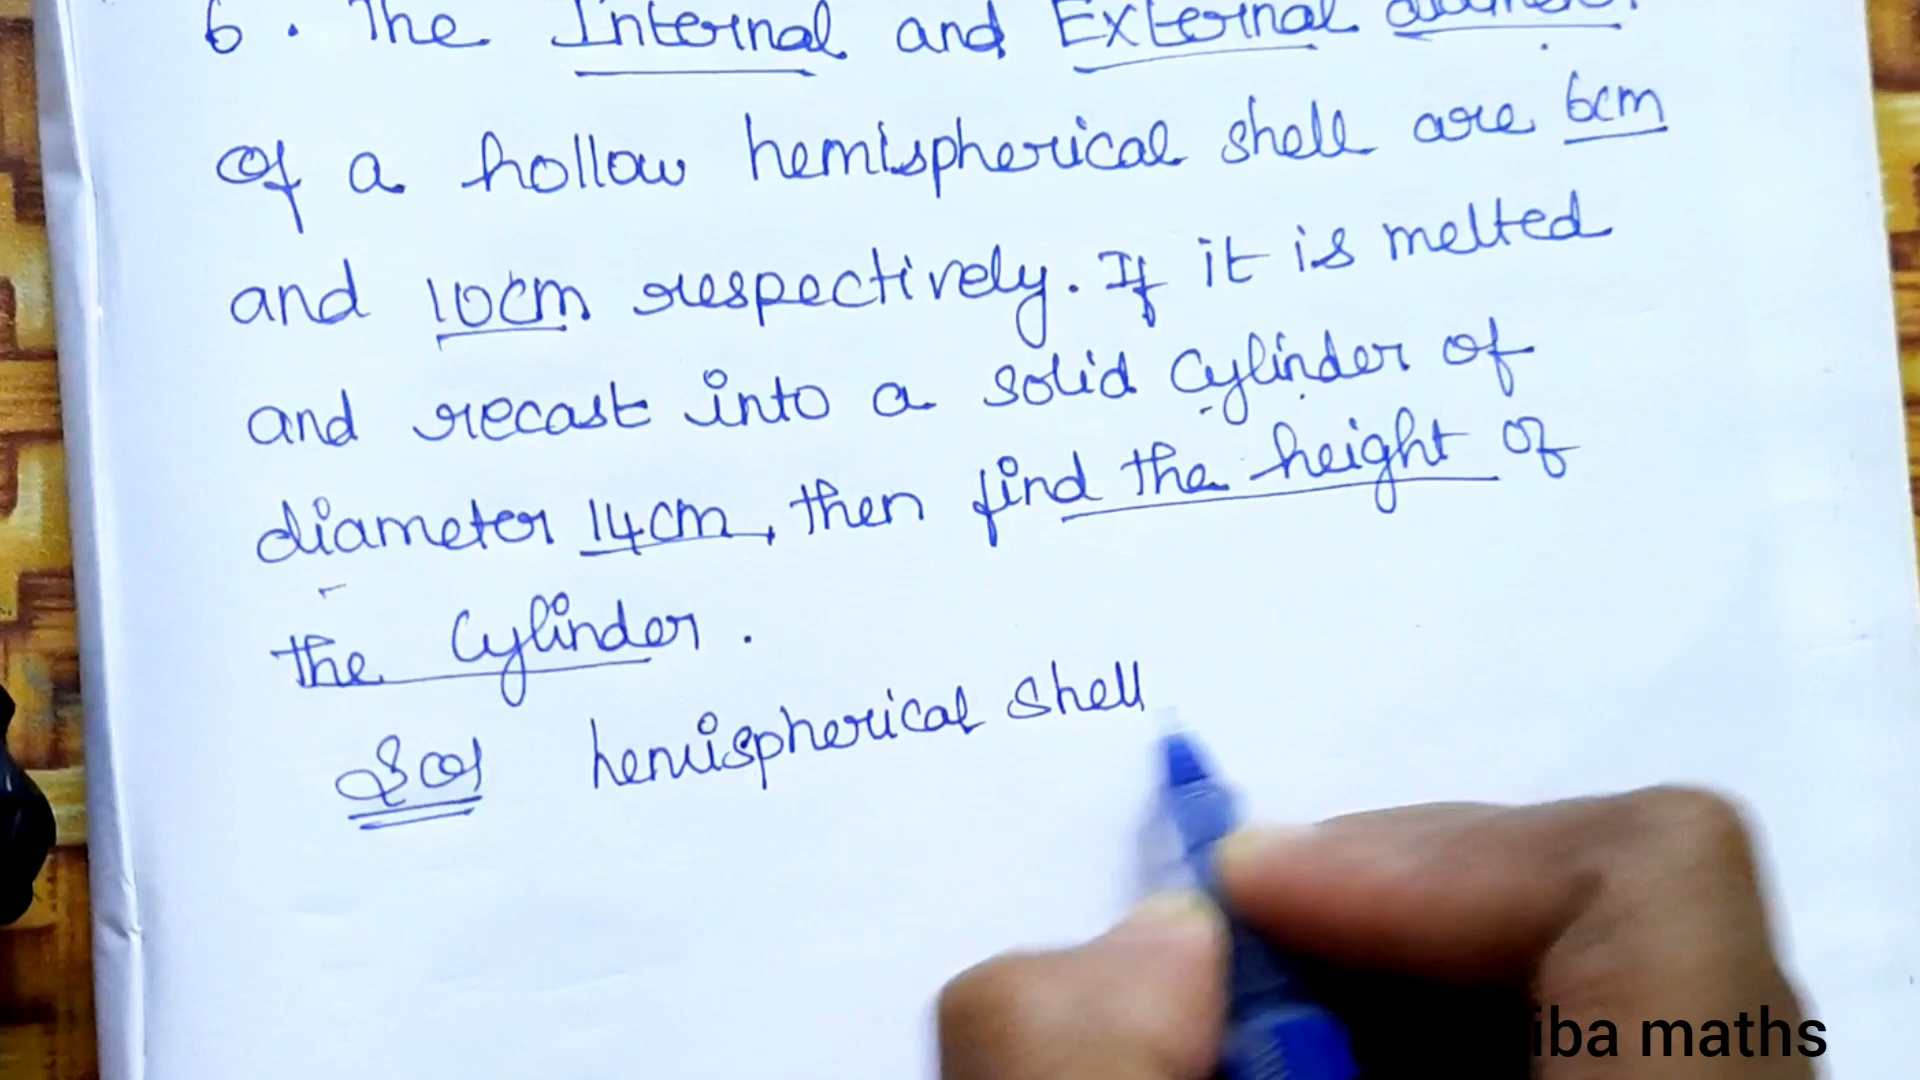 6. The Internal and External
of a hollow hemispherical shell are 6cm
and 10cm respectively. If it is melted
and recast into a solid cylinder of
diameter 14cm, then find the height of
the Cylinder.
Sol hemispherical shell
iba maths